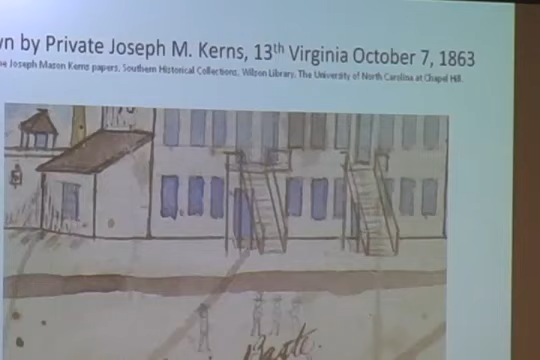 wn by Private Joseph M. Kerns, 13th Virginia October 7, 1863
he Joseph Mason Kerns papers, Southern Historical Collections, Wilson Library, The University of North Carolina at Chapel Hill.